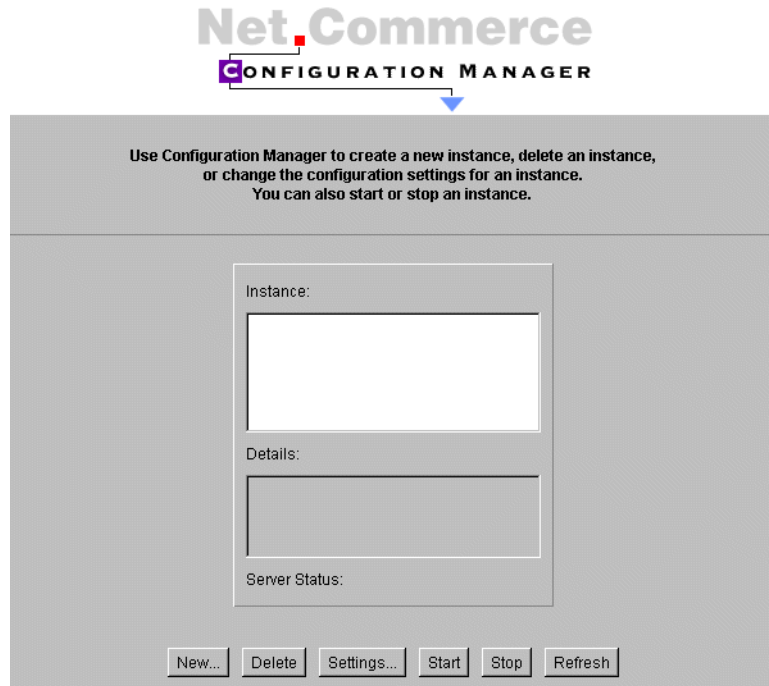 Net.Commerce
CONFIGURATION MANAGER
Use Configuration Manager to create a new instance, delete an instance,
or change the configuration settings for an instance.
You can also start or stop an instance.
Instance:
Details:
Server Status:
New... Delete Settings... Start Stop Refresh